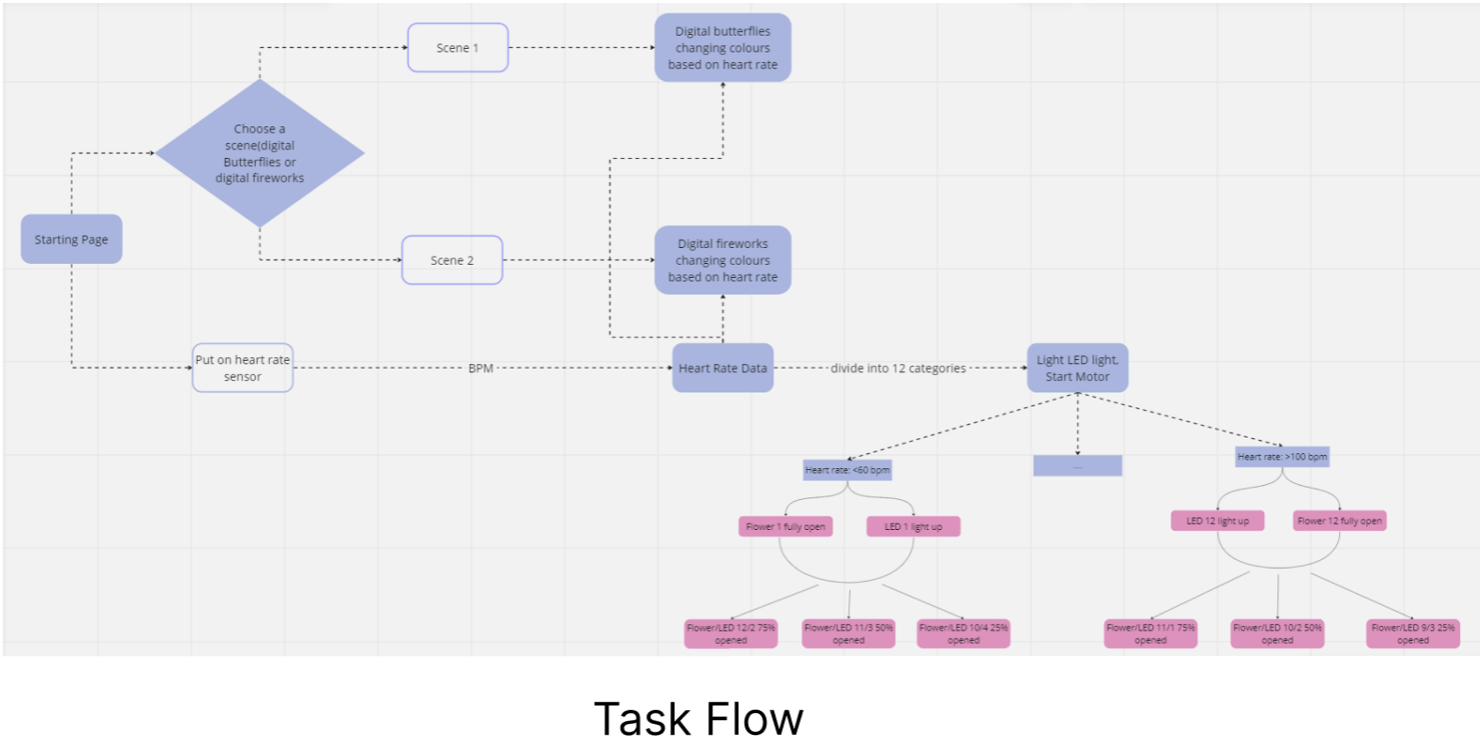 Scene 1
Digital butterflies
changing colours
based on heart rate
Choose a
scene(digital
Butterflies or
digital fireworks
Starting Page
Scene 2
Digital fireworks
changing colours
based on heart rate
Put on heart rate
sensor
BPM
Heart Rate Data
divide into 12 categories
Light LED light,
Start Motor
Heart rate: <60 bpm
....
Heart rate: >100 bpm
Flower 1 fully open
LED 1 light up
LED 12 light up
Flower 12 fully open
Flower/LED 12/2 75%
opened
Flower/LED 11/3 50%
opened
Flower/LED 10/4 25%
opened
Flower/LED 11/1 75%
opened
Flower/LED 10/2 50%
opened
Flower/LED 9/3 25%
opened
Task Flow